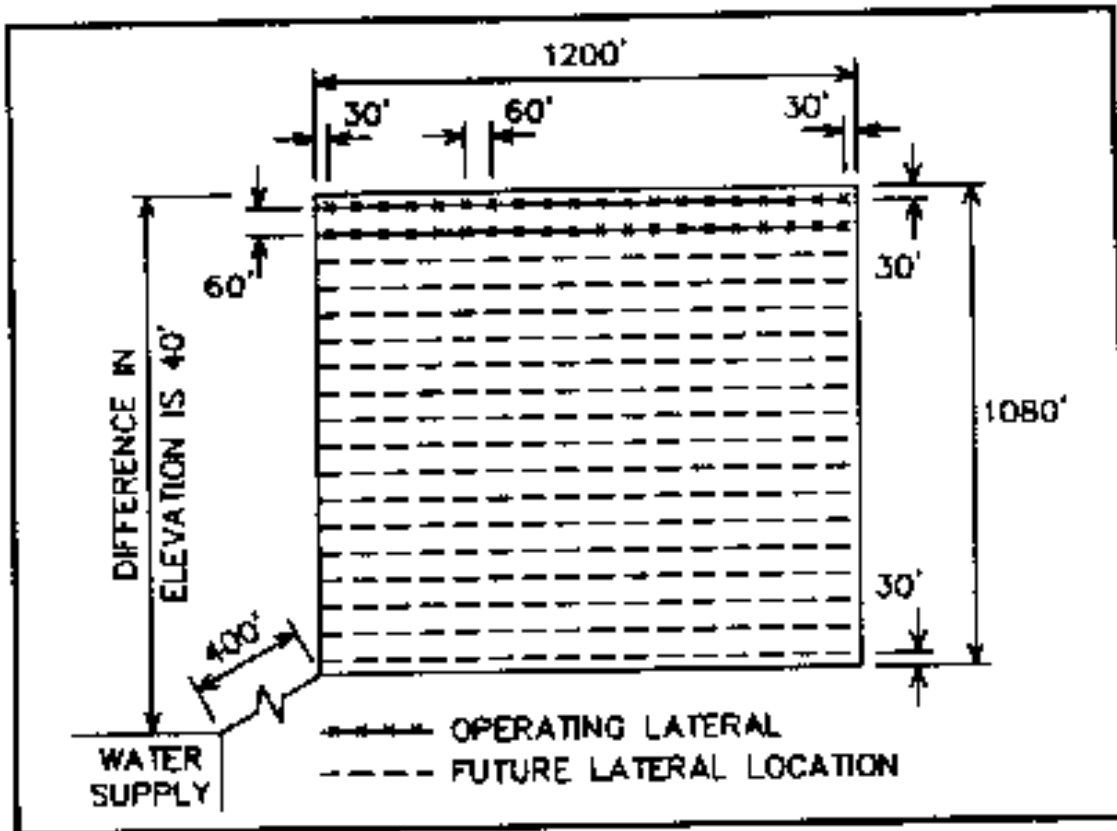 1200'
30'
60'
30'
60'
30'
DIFFERENCE IN
ELEVATION IS 40'
1080'
30'
400'
WATER
SUPPLY
OPERATING LATERAL
FUTURE LATERAL LOCATION